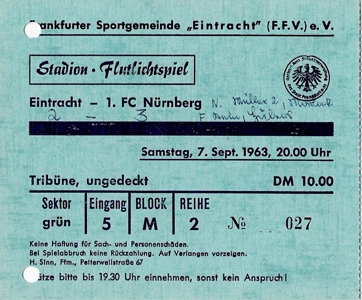 Frankfurter Sportgemeinde „Eintracht" (F.F.V.) e. V.
Stadion · Flutlichtspiel
Eintracht – 1. FC Nürnberg N. Müller 2,
2 – 3 F
Samstag, 7. Sept. 1963, 20.00 Uhr
Tribüne, ungedeckt DM 10.00
Sektor Eingang BLOCK REIHE
grün 5 M 2 № 027
Keine Haftung für Sach- und Personenschäden.
Bei Spielabbruch keine Rückzahlung. Auf Verlangen vorzeigen.
H. Sinn, Ffm., Petterweilstraße 67
Plätze bitte bis 19.30 Uhr einnehmen, sonst kein Anspruch!